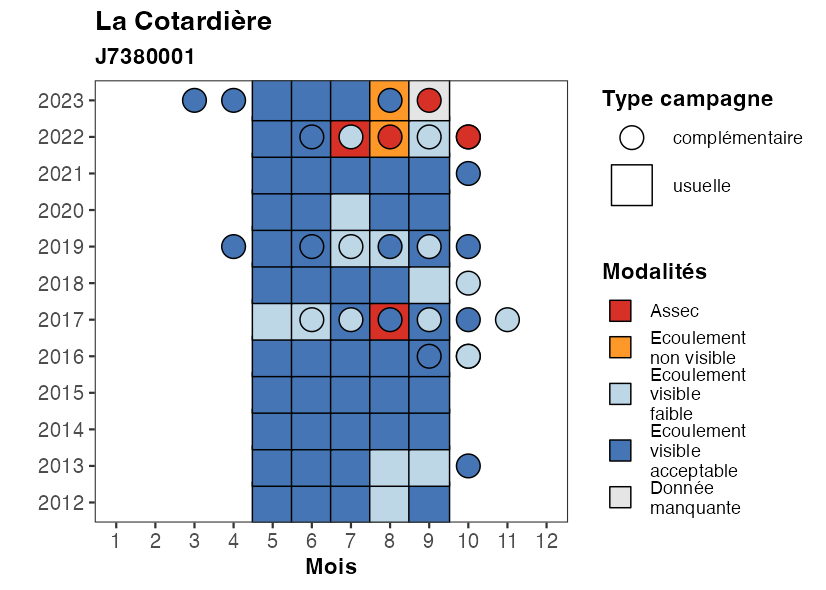 La Cotardière
J7380001
2023
2022
2021
2020
2019
2018
2017
2016
2015
2014
2013
2012
1 2 3 4 5 6 7 8 9 10 11 12
Mois
Type campagne
complémentaire
usuelle
Modalités
Assec
Ecoulement
non visible
Ecoulement
visible
faible
Ecoulement
visible
acceptable
Donnée
manquante